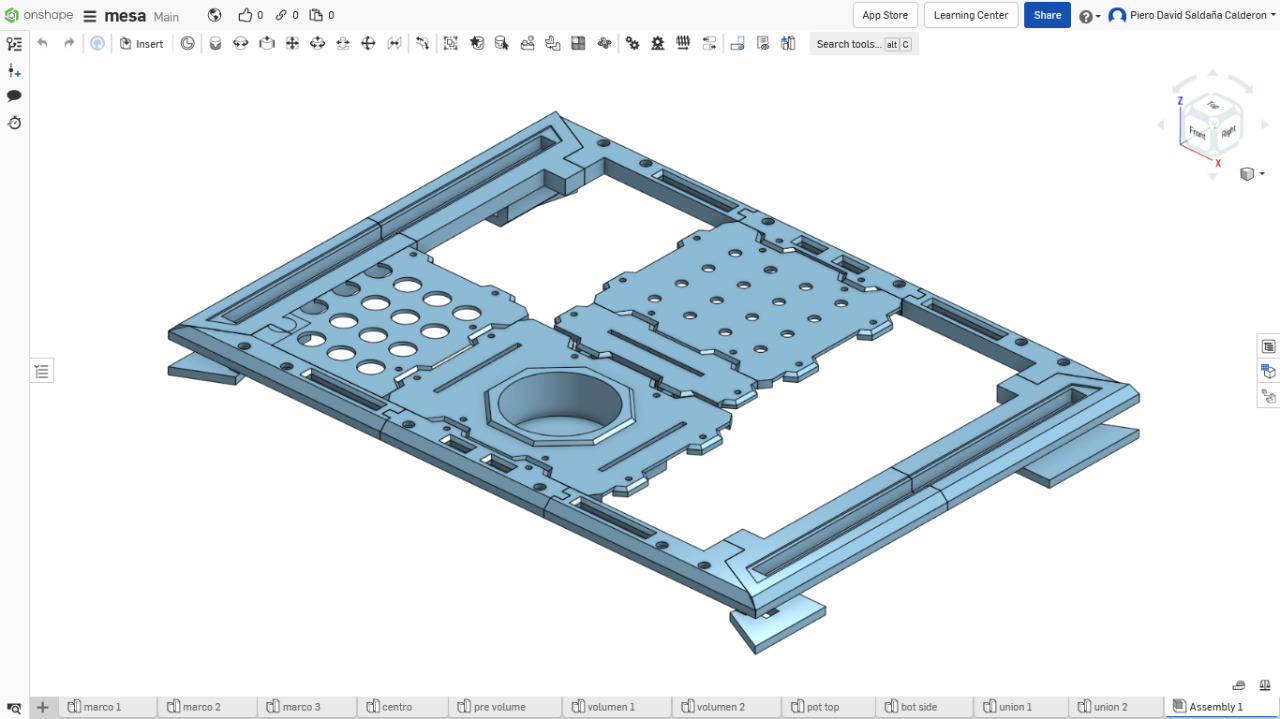 onshape mesa Main 0 0 0 App Store Learning Center Share Piero David Saldaña Calderon
Insert Search tools... alt C
Z
Top
Front Right
X
marco 1 marco 2 marco 3 centro pre volume volumen 1 volumen 2 pot top bot side union 1 union 2 Assembly 1